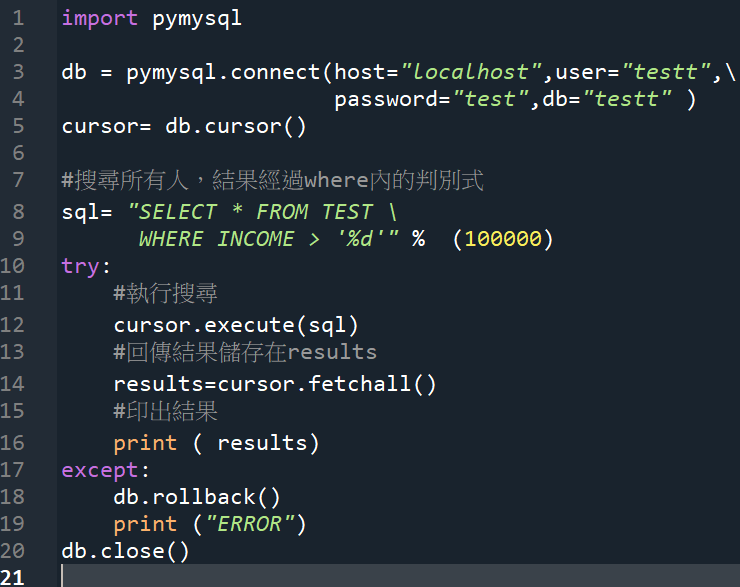 1 import pymysql
2
3 db = pymysql.connect(host="localhost",user="testt",\
4 password="test",db="testt" )
5 cursor= db.cursor()
6
7 #搜尋所有人，結果經過where內的判別式
8 sql= "SELECT * FROM TEST \
9 WHERE INCOME > '%d'" % (100000)
10 try:
11 #執行搜尋
12 cursor.execute(sql)
13 #回傳結果儲存在results
14 results=cursor.fetchall()
15 #印出結果
16 print ( results)
17 except:
18 db.rollback()
19 print ("ERROR")
20 db.close()
21